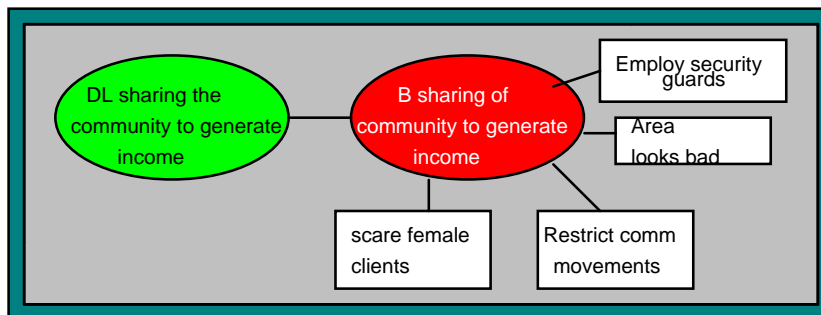 DL sharing the
community to generate
income
B sharing of
community to generate
income
Employ security
guards
Area
looks bad
scare female
clients
Restrict comm
movements